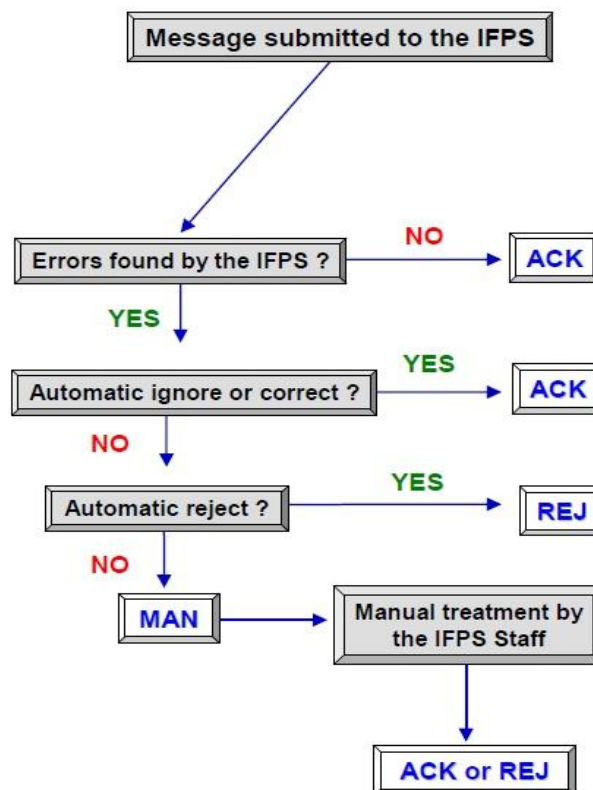 Message submitted to the IFPS
Errors found by the IFPS ?
NO
ACK
YES
Automatic ignore or correct ?
YES
ACK
NO
Automatic reject ?
YES
REJ
NO
MAN
Manual treatment by
the IFPS Staff
ACK or REJ